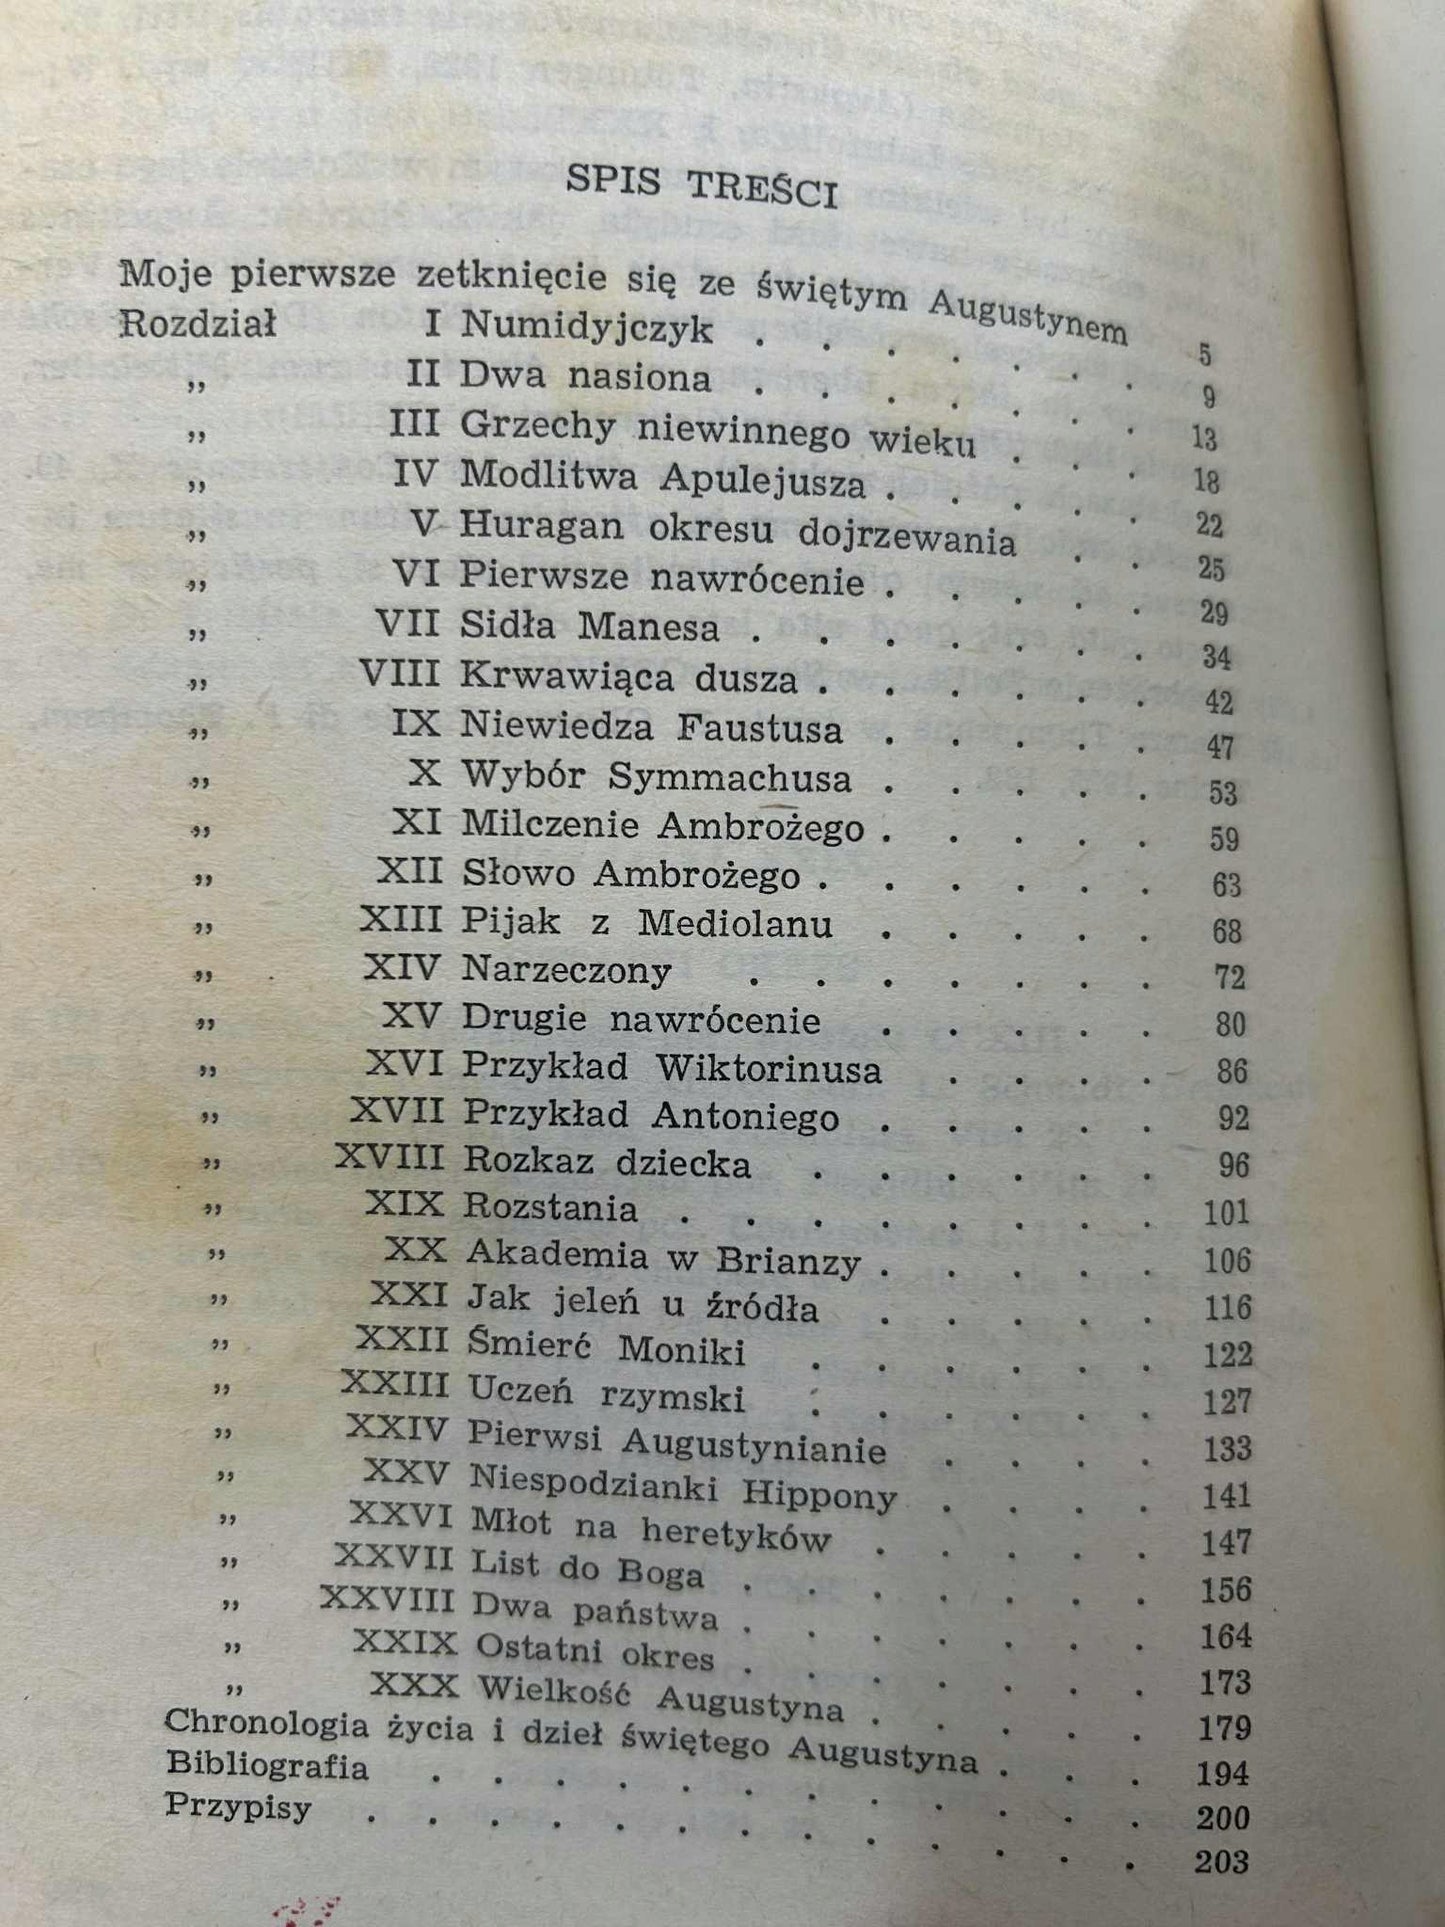 SPIS TREŚCI
Moje pierwsze zetknięcie się ze świętym Augustynem 5
Rozdział I Numidyjczyk . . . . . . . 9
„ II Dwa nasiona . . . . . . . 13
„ III Grzechy niewinnego wieku . . . 18
„ IV Modlitwa Apulejusza . . . . . 22
„ V Huragan okresu dojrzewania . . 25
„ VI Pierwsze nawrócenie . . . . . 29
„ VII Sidła Manesa . . . . . . . 34
„ VIII Krwawiąca dusza . . . . . . 42
„ IX Niewiedza Faustusa . . . . . 47
„ X Wybór Symmachusa . . . . . 53
„ XI Milczenie Ambrożego . . . . . 59
„ XII Słowo Ambrożego . . . . . . 63
„ XIII Pijak z Mediolanu . . . . . 68
„ XIV Narzeczony . . . . . . . 72
„ XV Drugie nawrócenie . . . . . 80
„ XVI Przykład Wiktorinusa . . . . 86
„ XVII Przykład Antoniego . . . . . 92
„ XVIII Rozkaz dziecka . . . . . . 96
„ XIX Rozstania . . . . . . . . 101
„ XX Akademia w Brianzy . . . . . 106
„ XXI Jak jeleń u źródła . . . . . 116
„ XXII Śmierć Moniki . . . . . . 122
„ XXIII Uczeń rzymski . . . . . . 127
„ XXIV Pierwsi Augustynianie . . . . 133
„ XXV Niespodzianki Hippony . . . . 141
„ XXVI Młot na heretyków . . . . . 147
„ XXVII List do Boga . . . . . . . 156
„ XXVIII Dwa państwa . . . . . . . 164
„ XXIX Ostatni okres . . . . . . . 173
„ XXX Wielkość Augustyna . . . . . 179
Chronologia życia i dzieł świętego Augustyna . . . 194
Bibliografia . . . . . . . . . . . . 200
Przypisy . . . . . . . . . . . . . 203